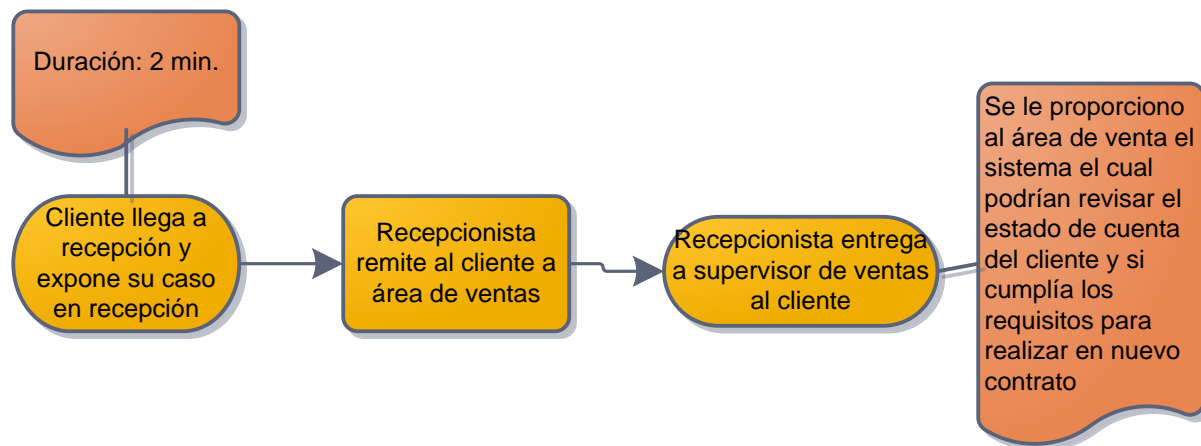 Duración: 2 min.
Cliente llega a
recepción y
expone su caso
en recepción
Recepcionista
remite al cliente a
área de ventas
Recepcionista entrega
a supervisor de ventas
al cliente
Se le proporciono
al área de venta el
sistema el cual
podrían revisar el
estado de cuenta
del cliente y si
cumplía los
requisitos para
realizar en nuevo
contrato